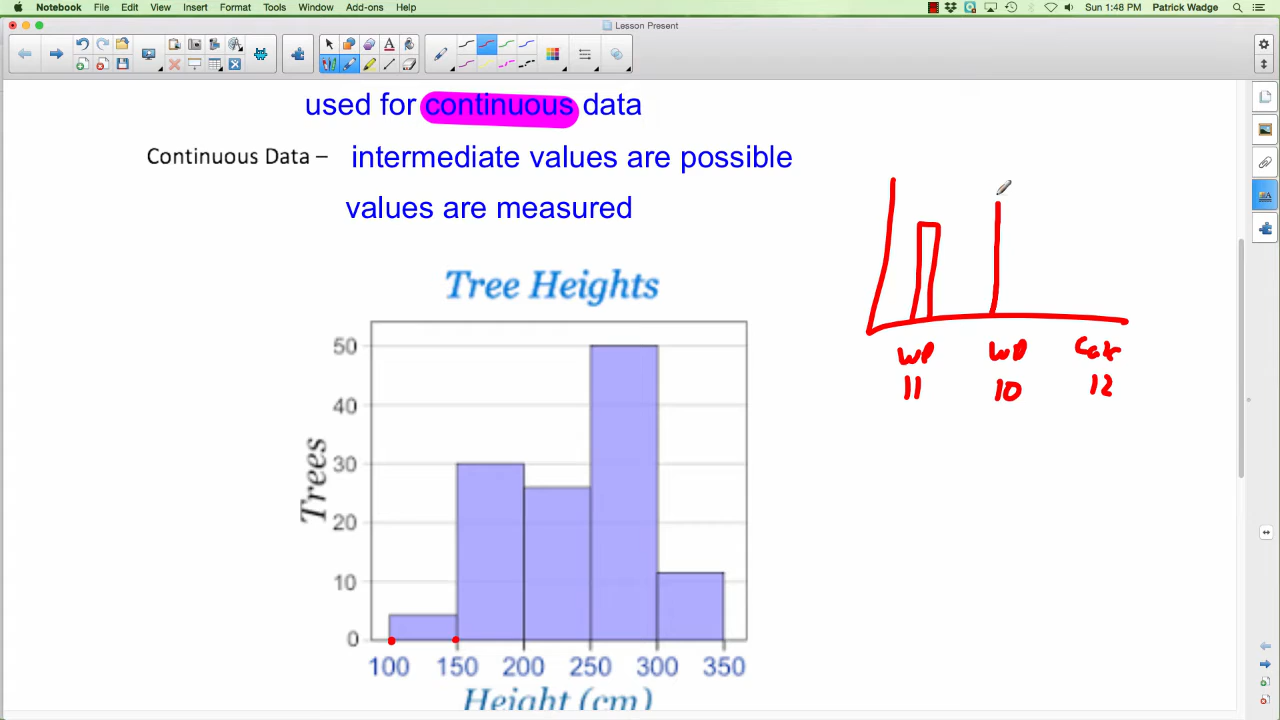 Notebook File Edit View Insert Format Tools Window Add-ons Help Sun 1:48 PM Patrick Wadge
Lesson Present
used for continuous data
Continuous Data – intermediate values are possible
values are measured
Tree Heights
50
40
30
20
10
0
Trees
100 150 200 250 300 350
Height (cm)
WP WP
11 10 12